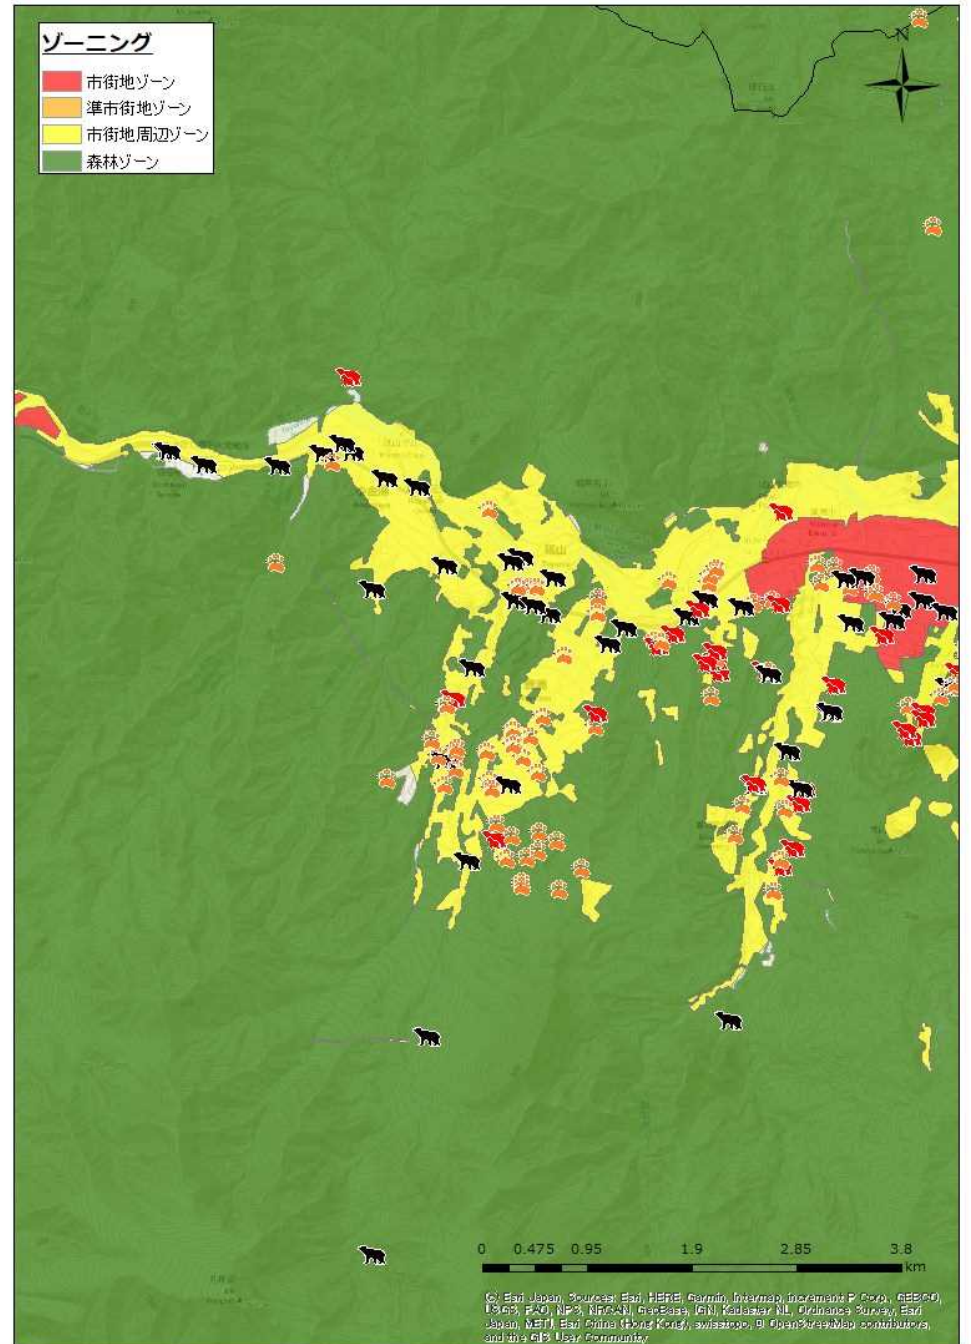 ゾーニング
市街地ゾーン
準市街地ゾーン
市街地周辺ゾーン
森林ゾーン
N
0 0.475 0.95 1.9 2.85 3.8
km
(c) Esri Japan, Sources: Esri, HERE, Garmin, Intermap, increment P Corp., GEBCO,
USGS, FAO, NPS, NRCAN, GeoBase, IGN, Kadaster NL, Ordnance Survey, Esri
Japan, METI, Esri China (Hong Kong), swisstopo, © OpenStreetMap contributors,
and the GIS User Community